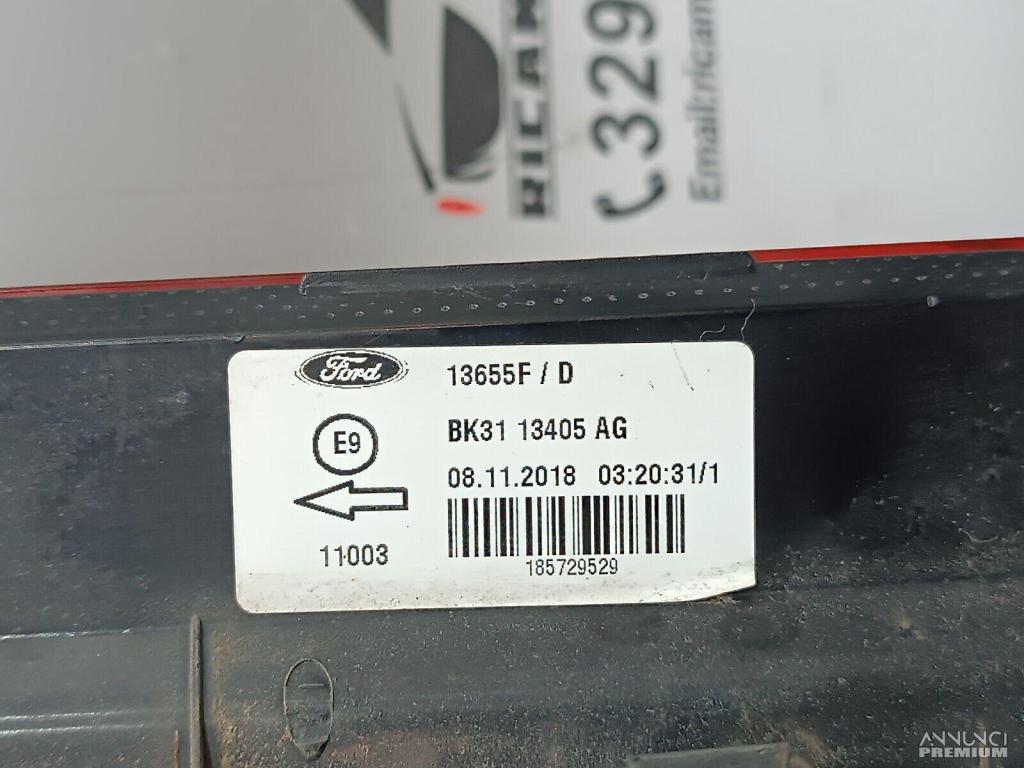 RICAM
329
Email:ricam
Ford
13655F / D
E9
BK31 13405 AG
08.11.2018 03:20:31/1
11003
185729529
ANNUNCI
PREMIUM